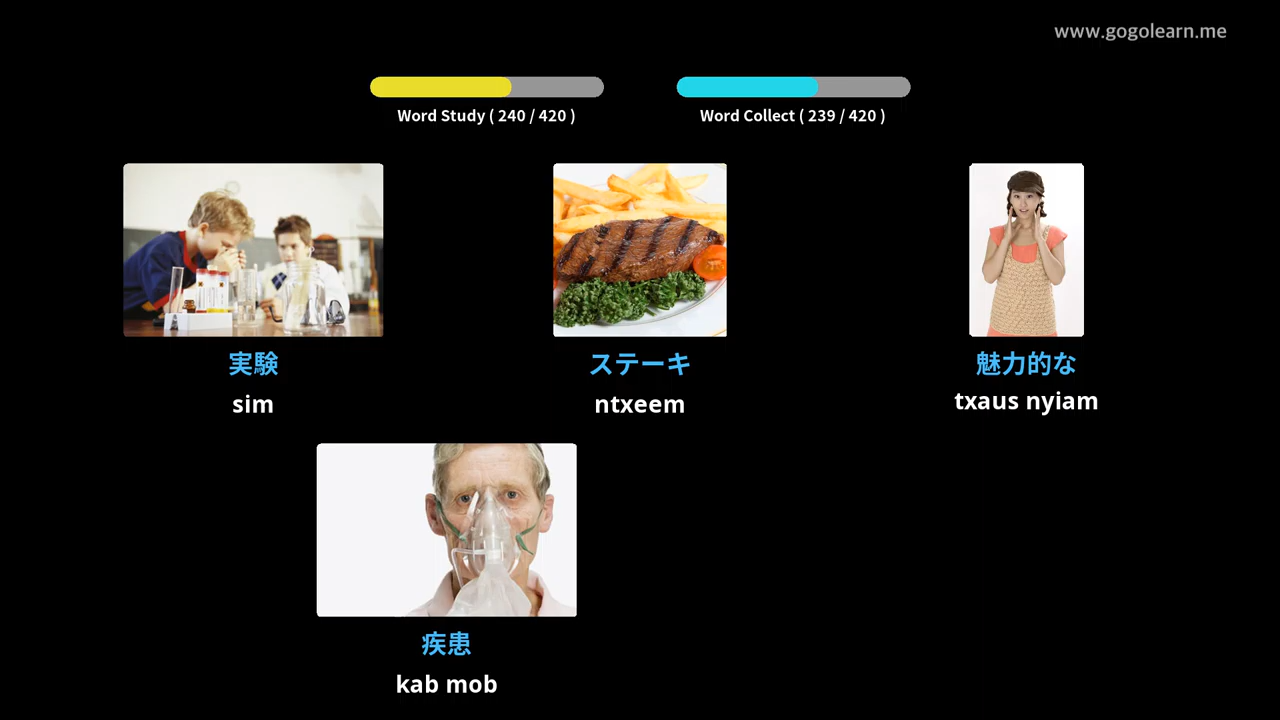 www.gogolearn.me
Word Study ( 240 / 420 )
Word Collect ( 239 / 420 )
実験
ステーキ
魅力的な
sim
ntxeem
txaus nyiam
疾患
kab mob